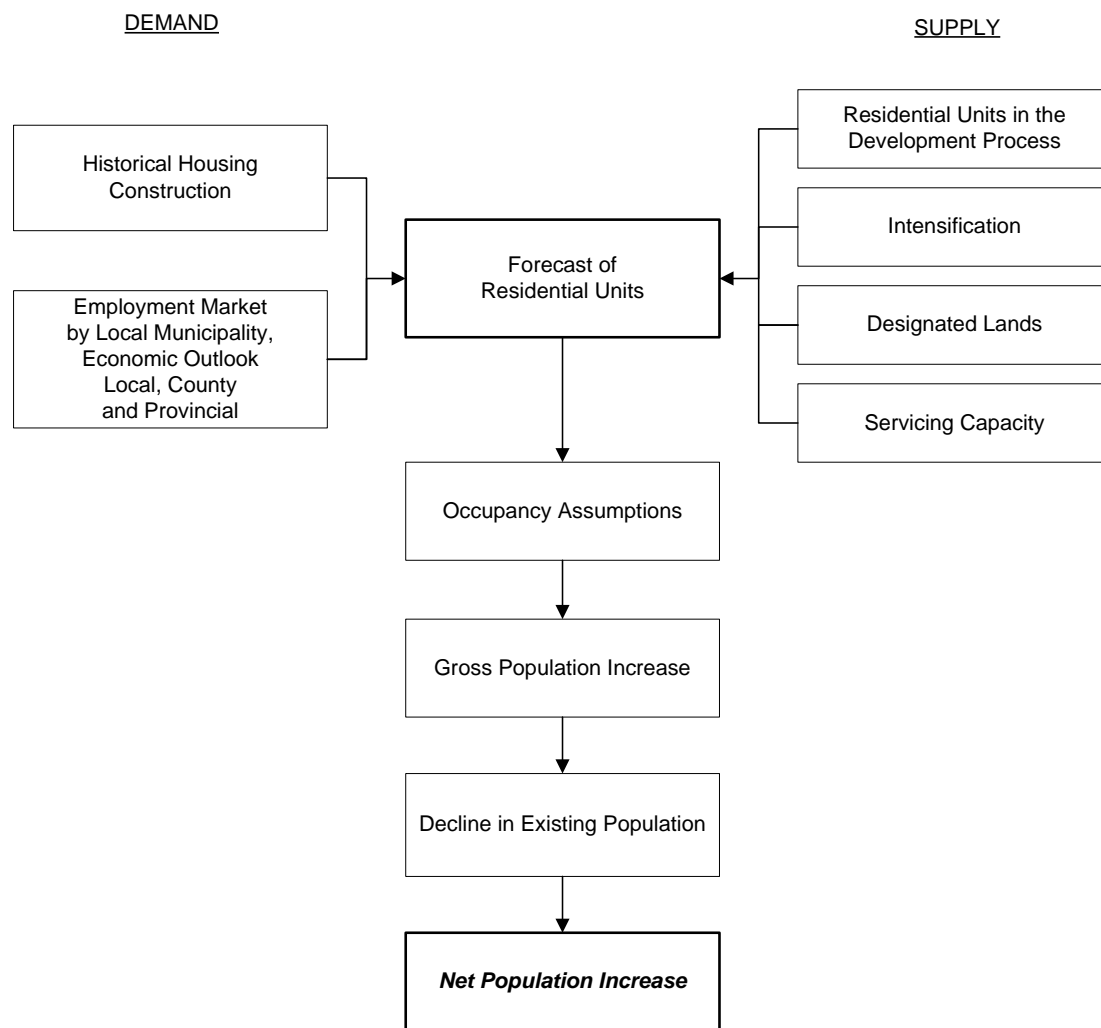 DEMAND
SUPPLY
Historical Housing
Construction
Employment Market
by Local Municipality,
Economic Outlook
Local, County
and Provincial
Forecast of
Residential Units
Residential Units in the
Development Process
Intensification
Designated Lands
Servicing Capacity
Occupancy Assumptions
Gross Population Increase
Decline in Existing Population
Net Population Increase